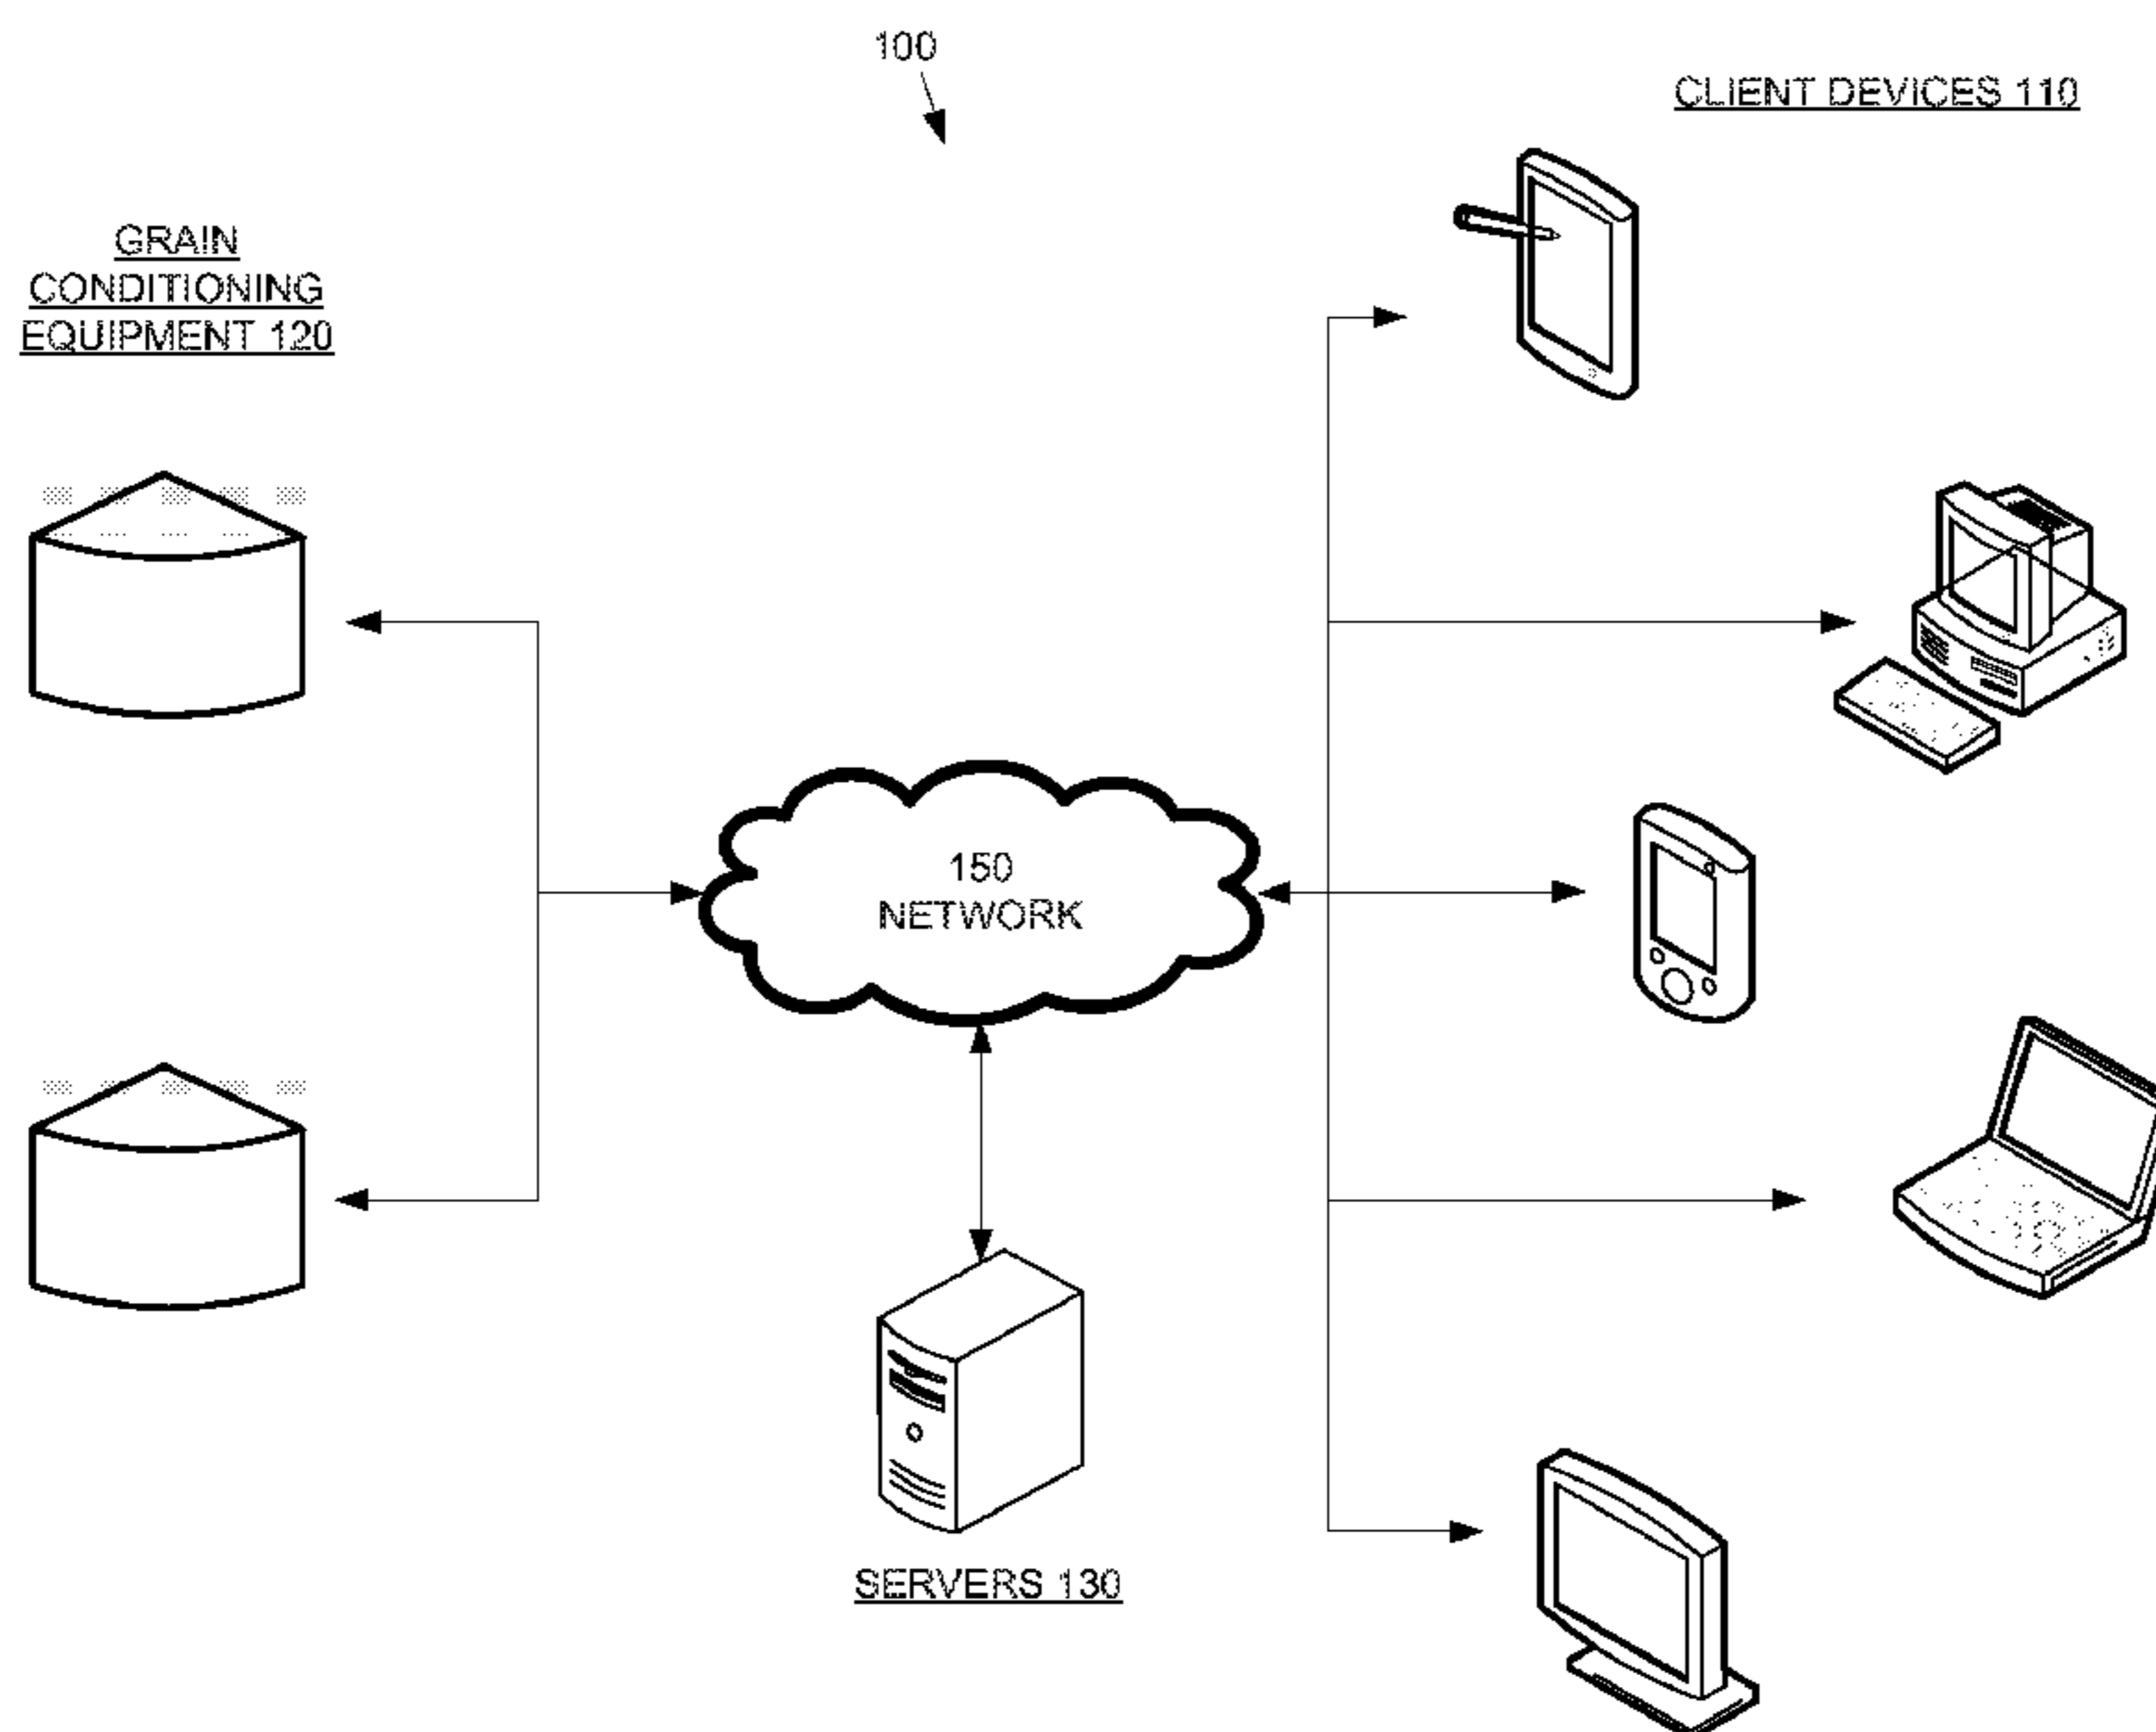 100
CLIENT DEVICES 110
GRAIN
CONDITIONING
EQUIPMENT 120
150
NETWORK
SERVERS 130